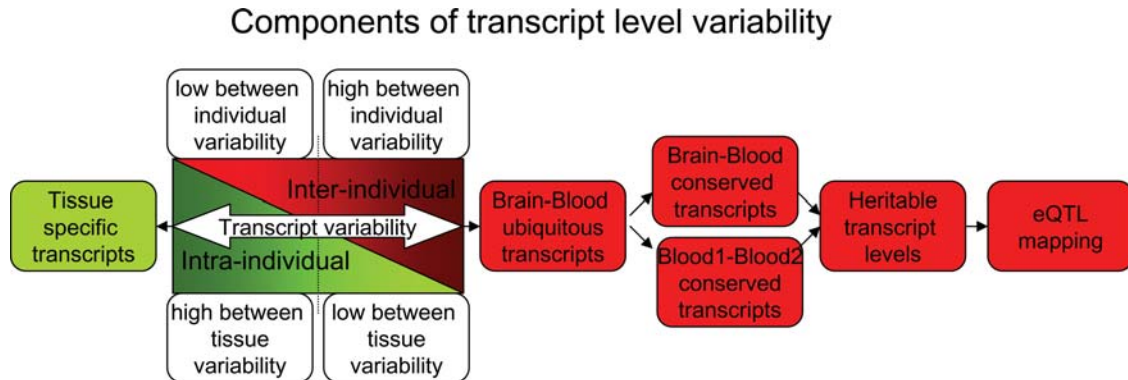 Components of transcript level variability
low between
individual
variability
high between
individual
variability
Tissue
specific
transcripts
Inter-individual
Transcript variability
Intra-individual
high between
tissue
variability
low between
tissue
variability
Brain-Blood
ubiquitous
transcripts
Brain-Blood
conserved
transcripts
Blood1-Blood2
conserved
transcripts
Heritable
transcript
levels
eQTL
mapping